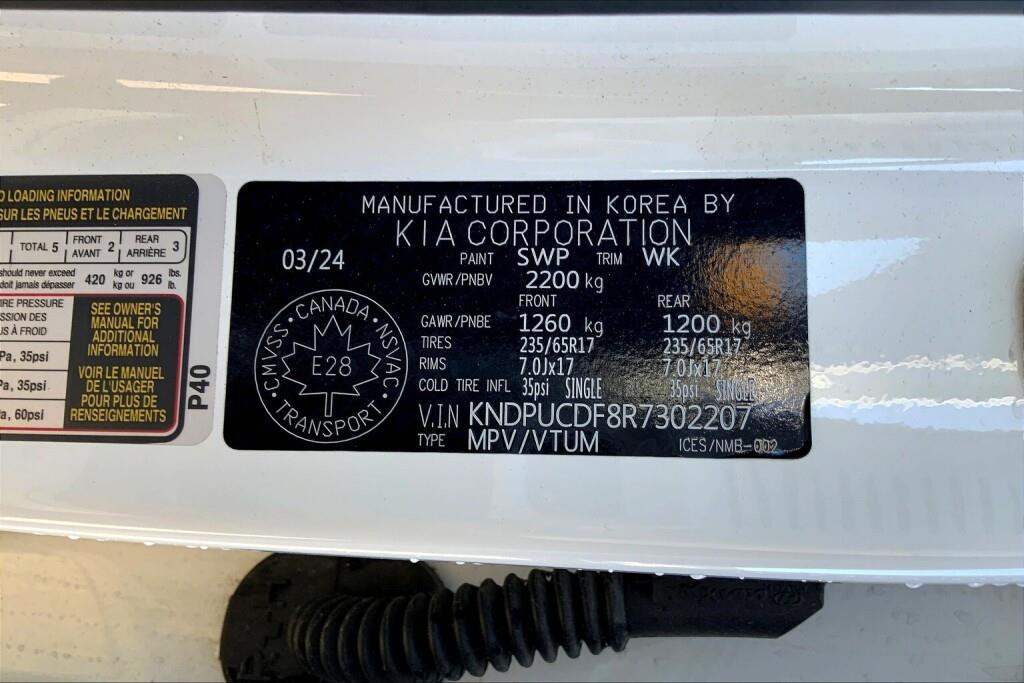 O LOADING INFORMATION
SUR LES PNEUS ET LE CHARGEMENT
TOTAL 5 FRONT AVANT 2 REAR ARRIÈRE 3
should never exceed 420 kg or 926 lbs.
doit jamais dépasser kg ou lb.
IRE PRESSURE
SSION DES
S À FROID
Pa, 35psi
Pa, 35psi
Pa, 60psi
SEE OWNER'S
MANUAL FOR
ADDITIONAL
INFORMATION
VOIR LE MANUEL
DE L'USAGER
POUR PLUS DE
RENSEIGNEMENTS
P40
MANUFACTURED IN KOREA BY
KIA CORPORATION
03/24
PAINT SWP TRIM WK
GVWR/PNBV 2200 kg
FRONT REAR
GAWR/PNBE 1260 kg 1200 kg
TIRES 235/65R17 235/65R17
RIMS 7.0Jx17 7.0Jx17
COLD TIRE INFL 35psi SINGLE 35psi SINGLE
V.I.N KNDPUCDF8R7302207
TYPE MPV/VTUM ICES/NMB-002
CANADA · NSVAC · TRANSPORT · CMVSS ·
E28